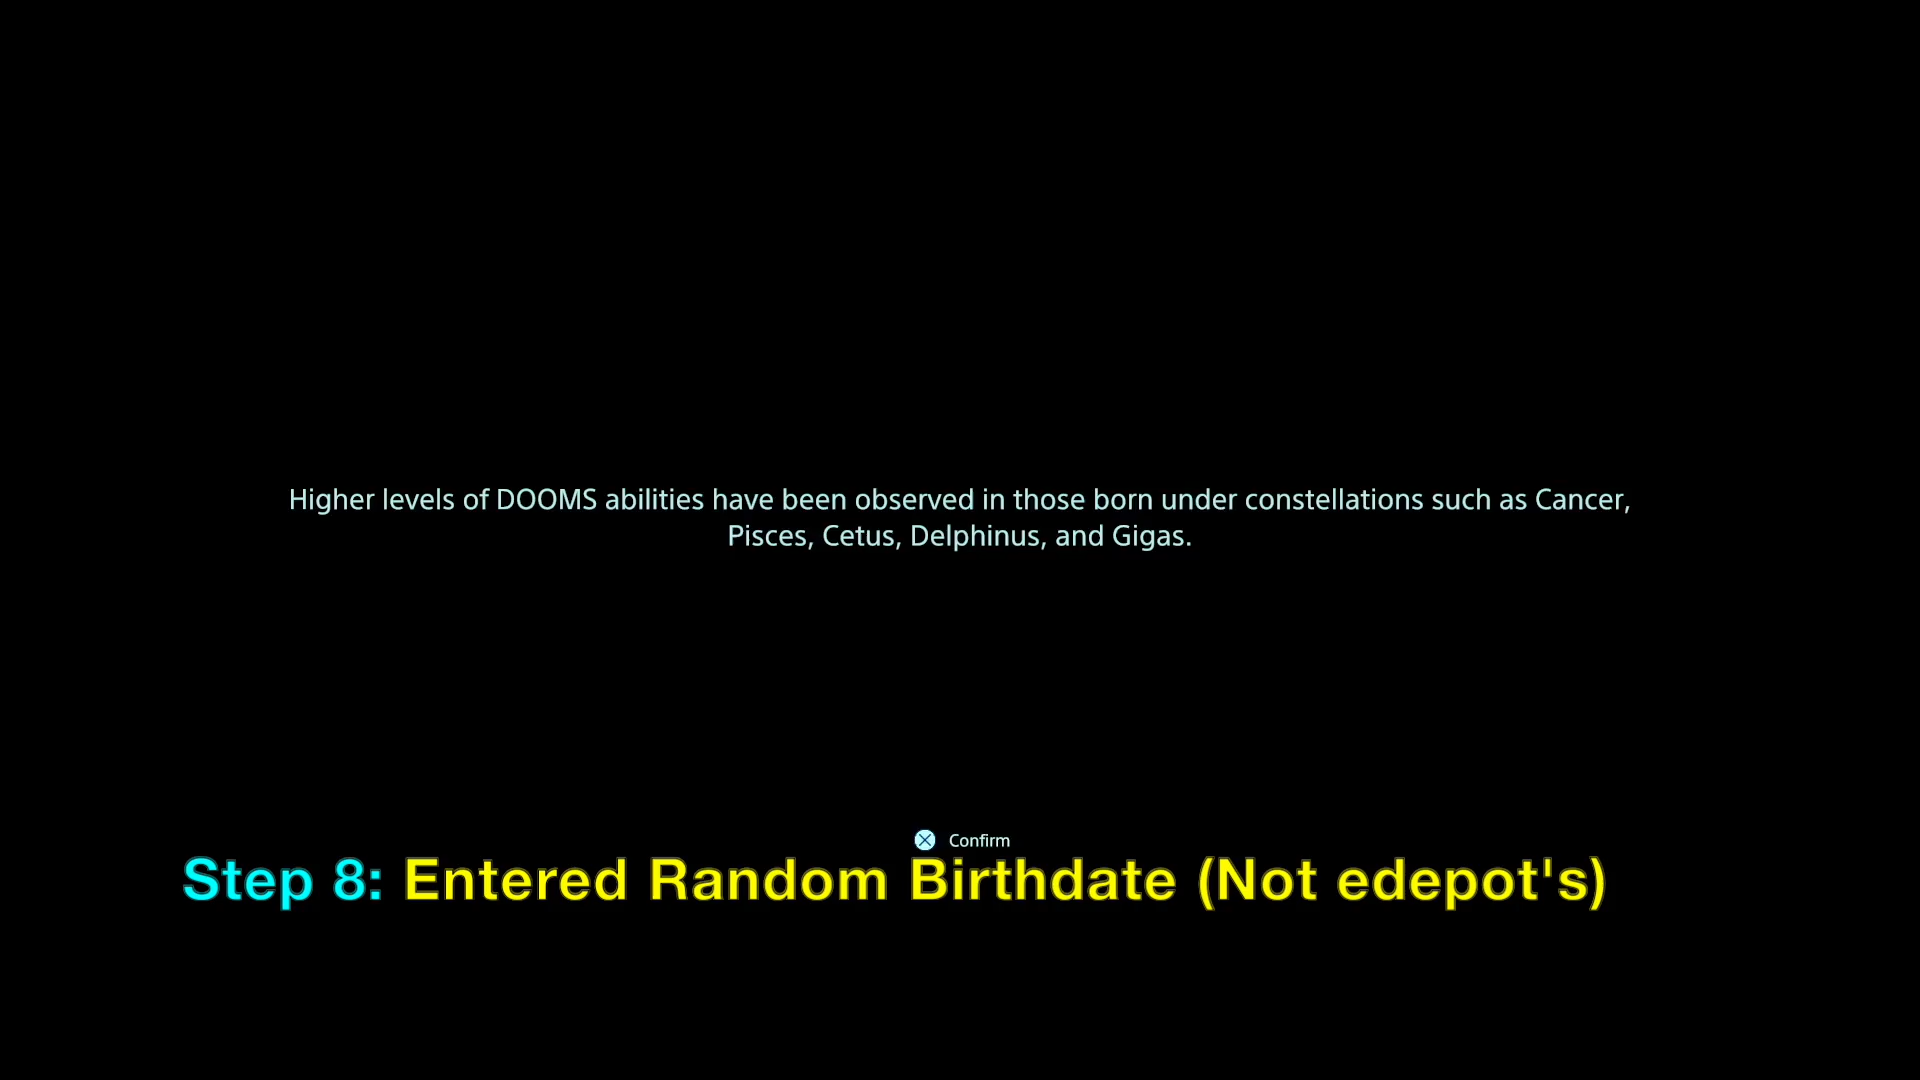 Higher levels of DOOMS abilities have been observed in those born under constellations such as Cancer,
Pisces, Cetus, Delphinus, and Gigas.
Confirm
Step 8: Entered Random Birthdate (Not edepot's)